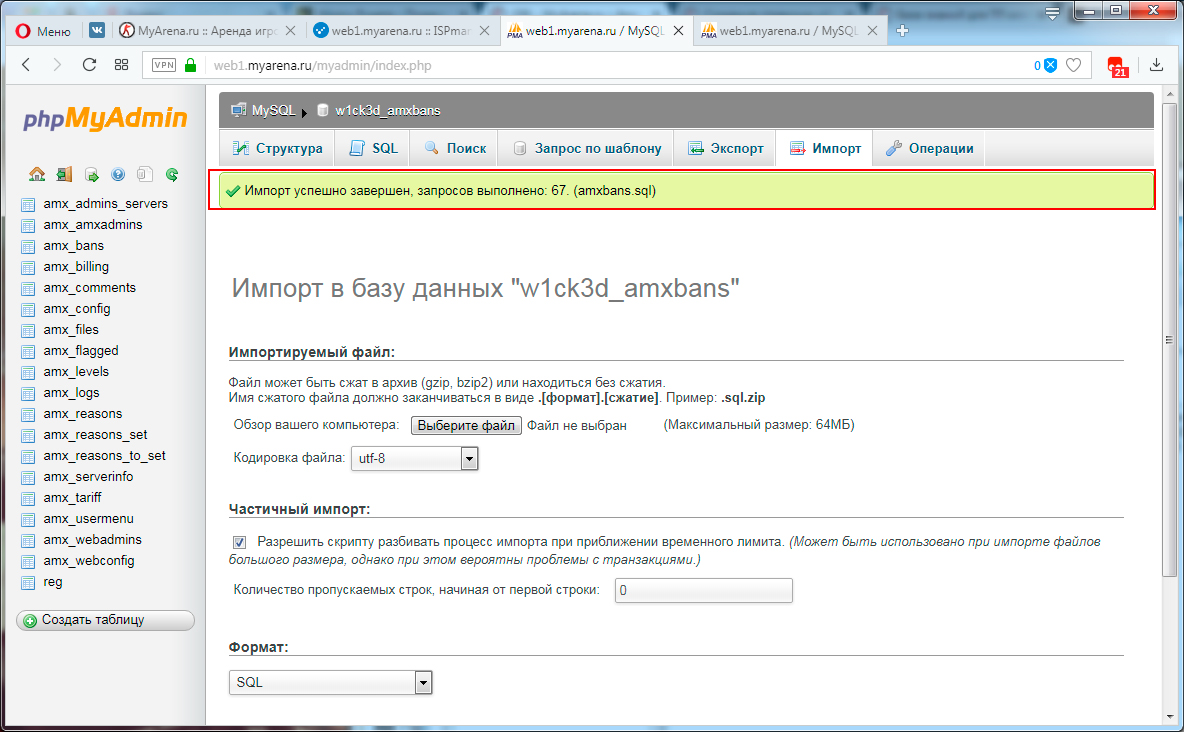 Меню
MyArena.ru :: Аренда игро
web1.myarena.ru :: ISPmar
web1.myarena.ru / MySQL
web1.myarena.ru / MySQL
VPN
web1.myarena.ru/myadmin/index.php
0
21
phpMyAdmin
MySQL
w1ck3d_amxbans
Структура
SQL
Поиск
Запрос по шаблону
Экспорт
Импорт
Операции
Импорт успешно завершен, запросов выполнено: 67. (amxbans.sql)
amx_admins_servers
amx_amxadmins
amx_bans
amx_billing
amx_comments
amx_config
amx_files
amx_flagged
amx_levels
amx_logs
amx_reasons
amx_reasons_set
amx_reasons_to_set
amx_serverinfo
amx_tariff
amx_usermenu
amx_webadmins
amx_webconfig
reg
Создать таблицу
Импорт в базу данных "w1ck3d_amxbans"
Импортируемый файл:
Файл может быть сжат в архив (gzip, bzip2) или находиться без сжатия.
Имя сжатого файла должно заканчиваться в виде .[формат].[сжатие]. Пример: .sql.zip
Обзор вашего компьютера: Выберите файл Файл не выбран (Максимальный размер: 64МБ)
Кодировка файла: utf-8
Частичный импорт:
Разрешить скрипту разбивать процесс импорта при приближении временного лимита. (Может быть использовано при импорте файлов
большого размера, однако при этом вероятны проблемы с транзакциями.)
Количество пропускаемых строк, начиная от первой строки: 0
Формат:
SQL